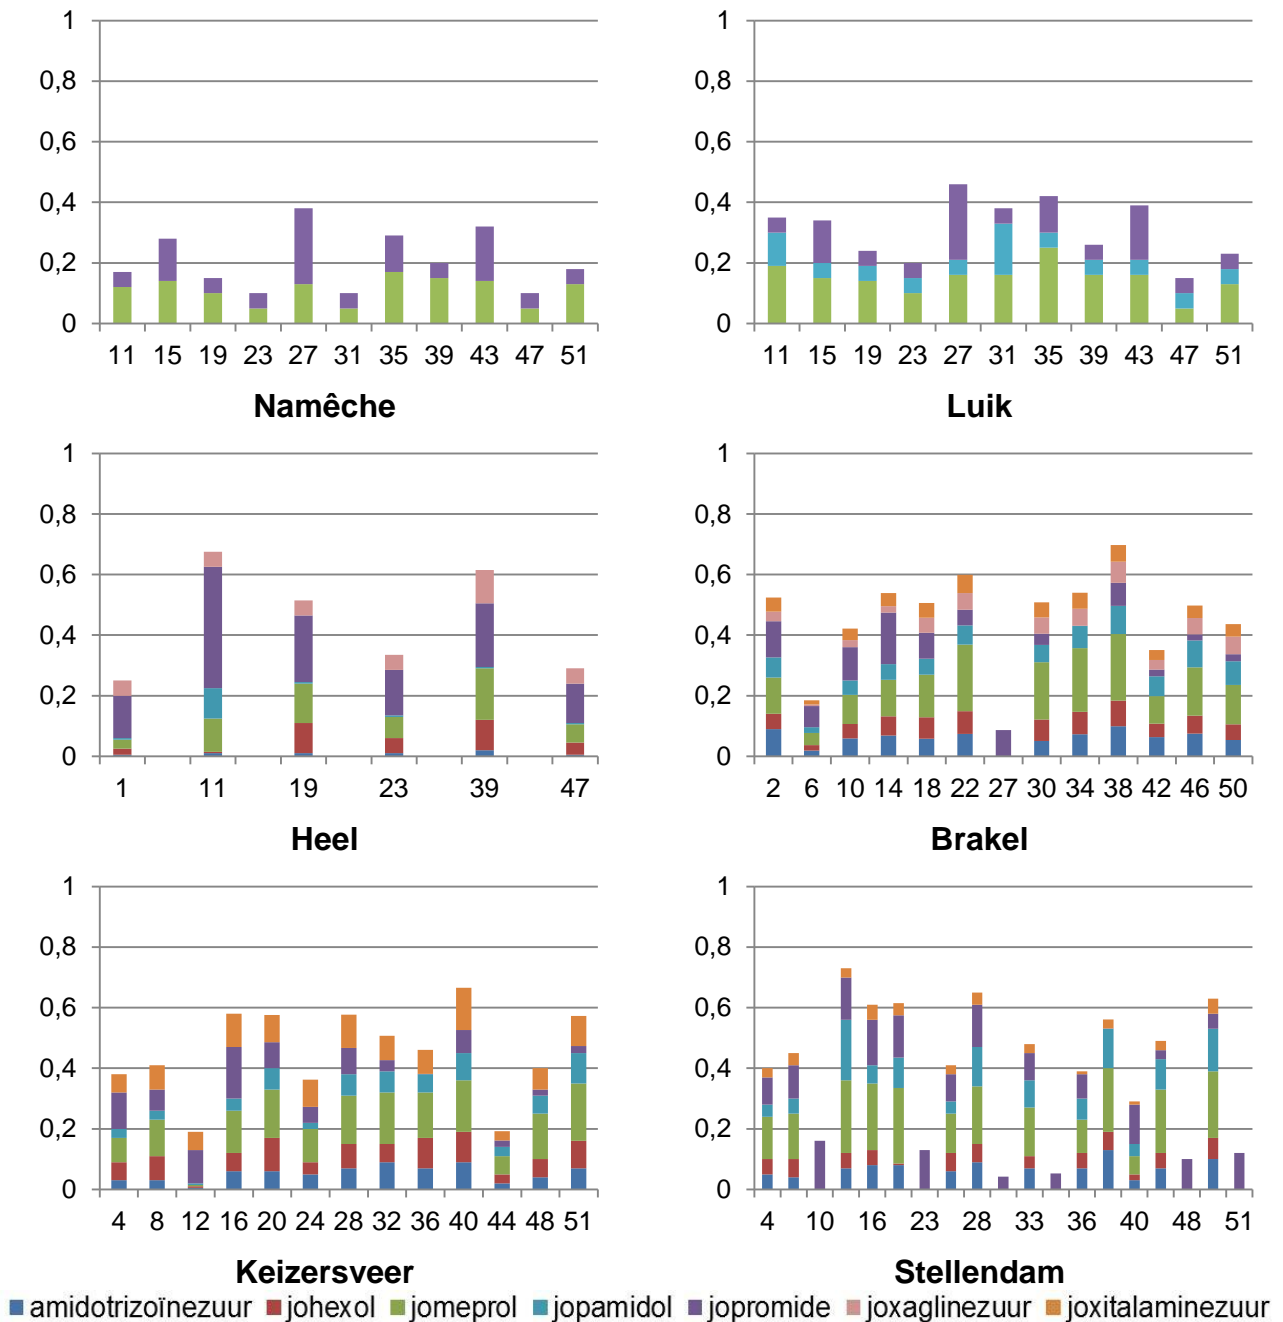 1 1
0,8 0,8
0,6 0,6
0,4 0,4
0,2 0,2
0 0
11 15 19 23 27 31 35 39 43 47 51 11 15 19 23 27 31 35 39 43 47 51
Namêche Luik
1 1
0,8 0,8
0,6 0,6
0,4 0,4
0,2 0,2
0 0
1 11 19 23 39 47 2 6 10 14 18 22 27 30 34 38 42 46 50
Heel Brakel
1 1
0,8 0,8
0,6 0,6
0,4 0,4
0,2 0,2
0 0
4 8 12 16 20 24 28 32 36 40 44 48 51 4 10 16 23 28 33 36 40 48 51
Keizersveer Stellendam
amidotrizoïnezuur johexol jomeprol jopamidol jopromide joxaglinezuur joxitalaminezuur